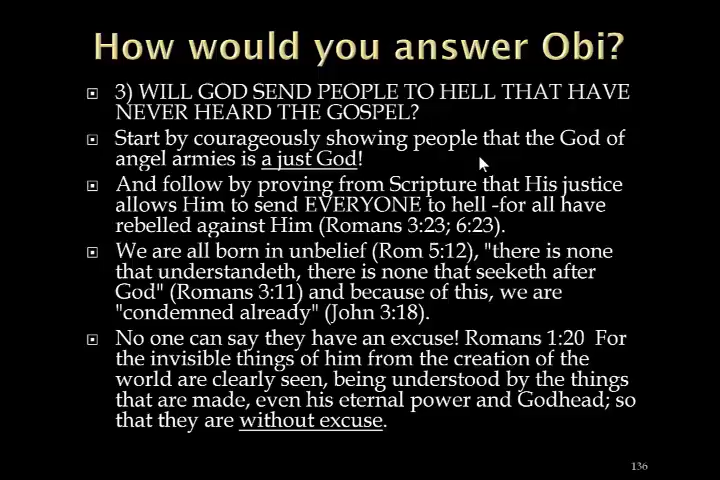 How would you answer Obi?
3) WILL GOD SEND PEOPLE TO HELL THAT HAVE
NEVER HEARD THE GOSPEL?
Start by courageously showing people that the God of
angel armies is a just God!
And follow by proving from Scripture that His justice
allows Him to send EVERYONE to hell -for all have
rebelled against Him (Romans 3:23; 6:23).
We are all born in unbelief (Rom 5:12), "there is none
that understandeth, there is none that seeketh after
God" (Romans 3:11) and because of this, we are
"condemned already" (John 3:18).
No one can say they have an excuse! Romans 1:20 For
the invisible things of him from the creation of the
world are clearly seen, being understood by the things
that are made, even his eternal power and Godhead; so
that they are without excuse.
136